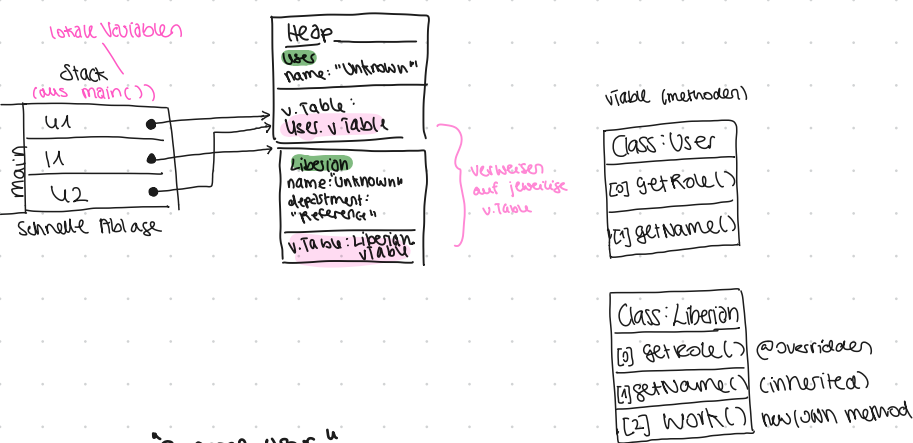 lokale Variablen
Stack
(aus main())
main
u1
l1
u2
Schnelle Ablage
Heap
User
name: "Unknown"
v.Table:
User.vTable
Liberian
name: "Unknown"
department:
"Reference"
v.Table: Liberian
vTable
verweisen
auf jeweilige
v.Table
vTable (methoden)
Class: User
[0] getRole()
[1] getName()
Class: Liberian
[0] getRole() @overridden
[1] getName() (inherited)
[2] work() new/own method